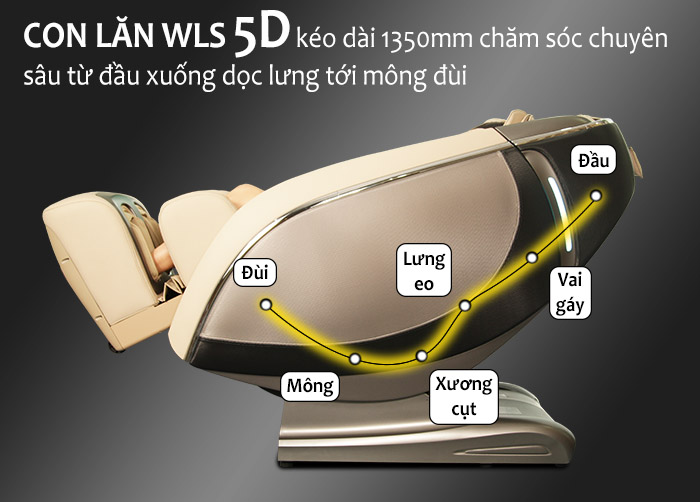 CON LĂN WLS 5D kéo dài 1350mm chăm sóc chuyên
sâu từ đầu xuống dọc lưng tới mông đùi
Đầu
Đùi
Lưng
eo
Vai
gáy
Mông
Xương
cụt